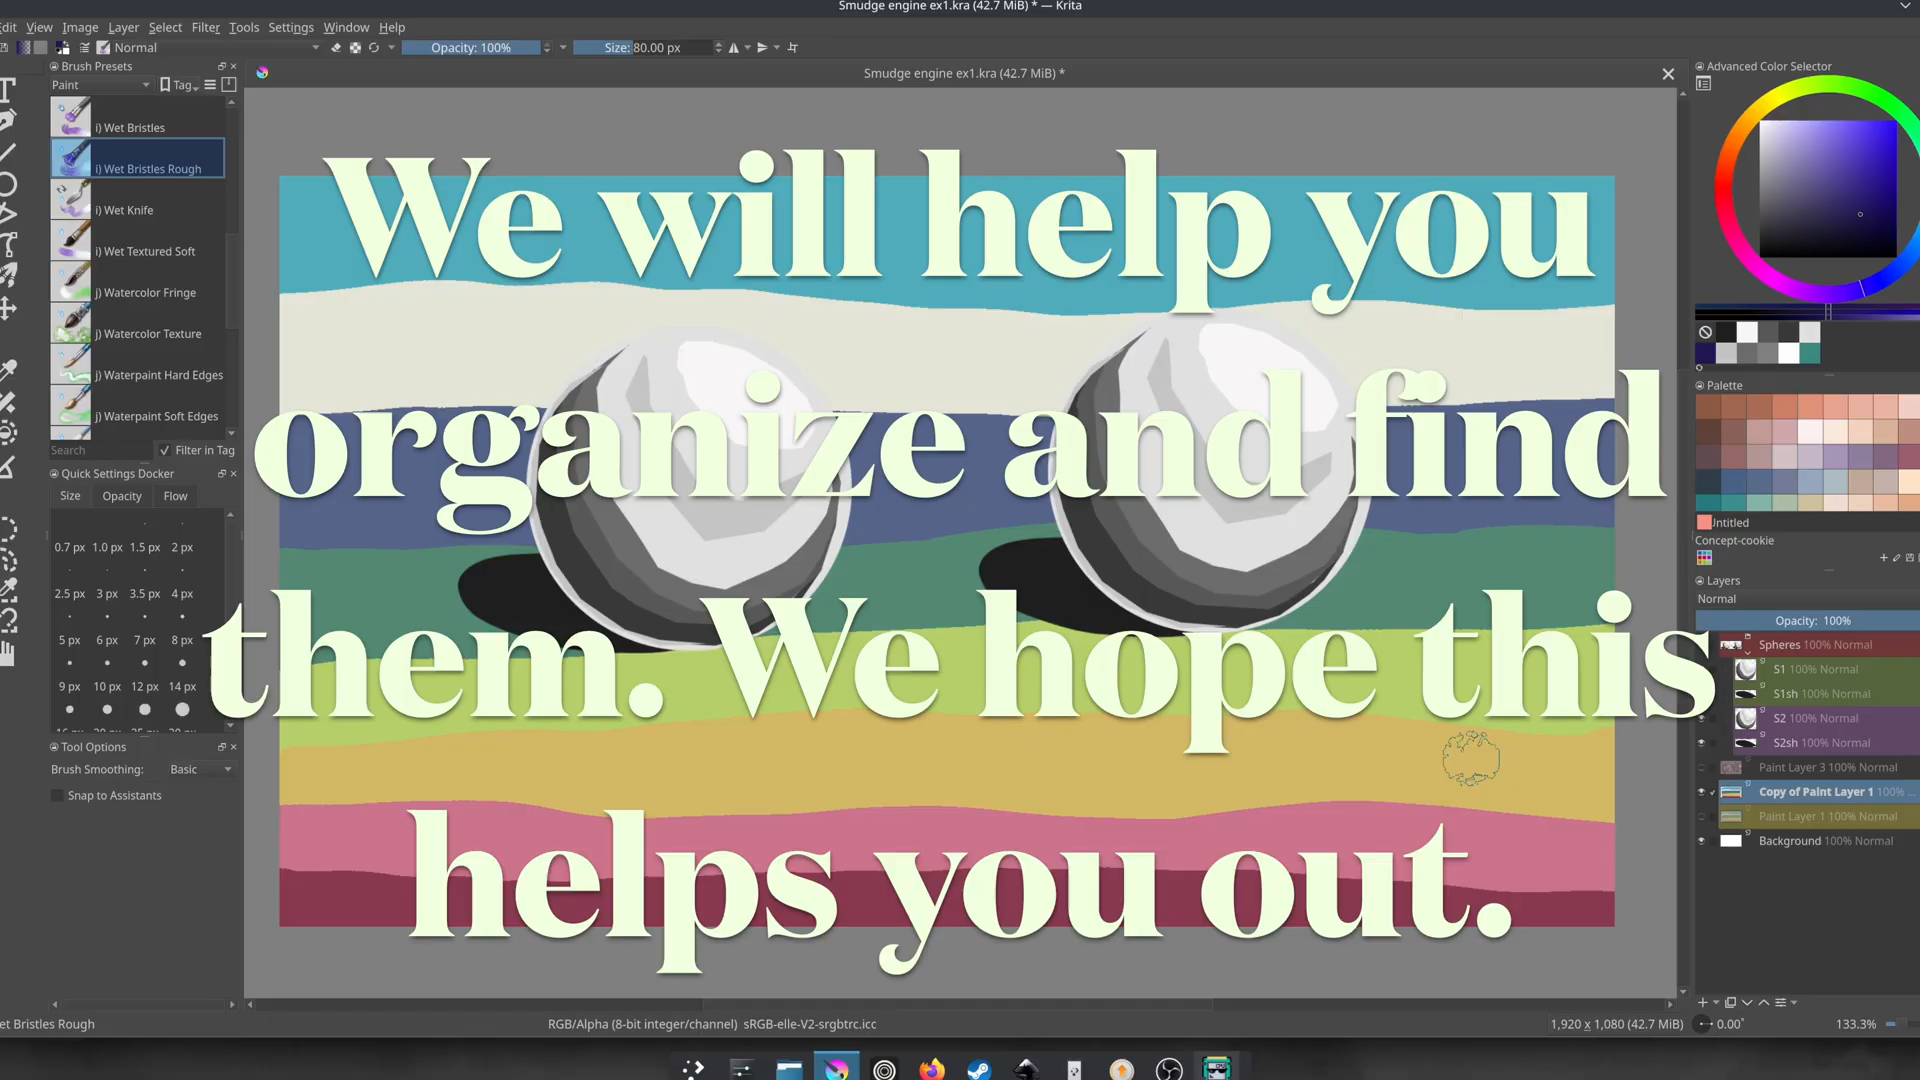 Smudge engine ex1.kra (42.7 MiB) * — Krita
View Image Layer Select Filter Tools Settings Window Help
Normal Opacity: 100% Size: 80.00 px
Brush Presets
Paint Tag
i) Wet Bristles
i) Wet Bristles Rough
i) Wet Knife
i) Wet Textured Soft
j) Watercolor Fringe
j) Watercolor Texture
j) Waterpaint Hard Edges
j) Waterpaint Soft Edges
Search Filter in Tag
Quick Settings Docker
Size Opacity Flow
0.7 px 1.0 px 1.5 px 2 px
2.5 px 3 px 3.5 px 4 px
5 px 6 px 7 px 8 px
9 px 10 px 12 px 14 px
Tool Options
Brush Smoothing: Basic
Snap to Assistants
Smudge engine ex1.kra (42.7 MiB) *
We will help you
organize and find
them. We hope this
helps you out.
Advanced Color Selector
Palette
Untitled
Concept-cookie
Layers
Normal
Opacity: 100%
Spheres 100% Normal
S1 100% Normal
S1sh 100% Normal
S2 100% Normal
S2sh 100% Normal
Paint Layer 3 100% Normal
Copy of Paint Layer 1 100% ...
Paint Layer 1 100% Normal
Background 100% Normal
Bristles Rough
RGB/Alpha (8-bit integer/channel) sRGB-elle-V2-srgbtrc.icc
1,920 x 1,080 (42.7 MiB) 0.00° 133.3%